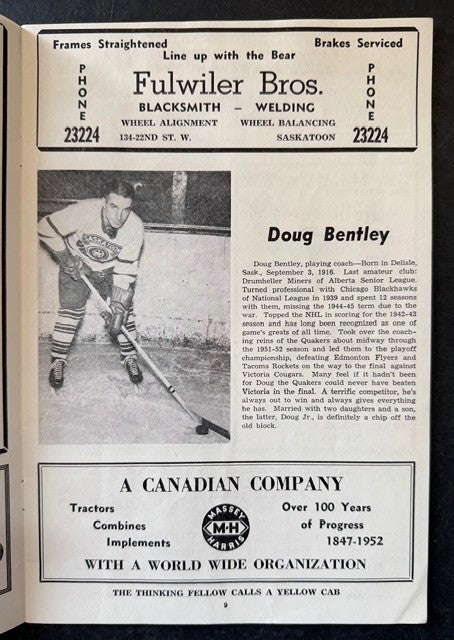 Frames Straightened Brakes Serviced
Line up with the Bear
PHONE 23224
Fulwiler Bros.
PHONE 23224
BLACKSMITH – WELDING
WHEEL ALIGNMENT WHEEL BALANCING
134-22ND ST. W. SASKATOON
Doug Bentley
Doug Bentley, playing coach—Born in Delisle,
Sask., September 3, 1916. Last amateur club:
Drumheller Miners of Alberta Senior League.
Turned professional with Chicago Blackhawks
of National League in 1939 and spent 12 seasons
with them, missing the 1944-45 term due to the
war. Topped the NHL in scoring for the 1942-43
season and has long been recognized as one of
game's greats of all time. Took over the coach-
ing reins of the Quakers about midway through
the 1951-52 season and led them to the playoff
championship, defeating Edmonton Flyers and
Tacoma Rockets on the way to the final against
Victoria Cougars. Many feel if it hadn't been
for Doug the Quakers could never have beaten
Victoria in the final. A terrific competitor, he's
always out to win and always gives everything
he has. Married with two daughters and a son,
the latter, Doug Jr., is definitely a chip off the
old block.
A CANADIAN COMPANY
Tractors
Combines
Implements
MASSEY
M-H
HARRIS
Over 100 Years
of Progress
1847-1952
WITH A WORLD WIDE ORGANIZATION
THE THINKING FELLOW CALLS A YELLOW CAB
9